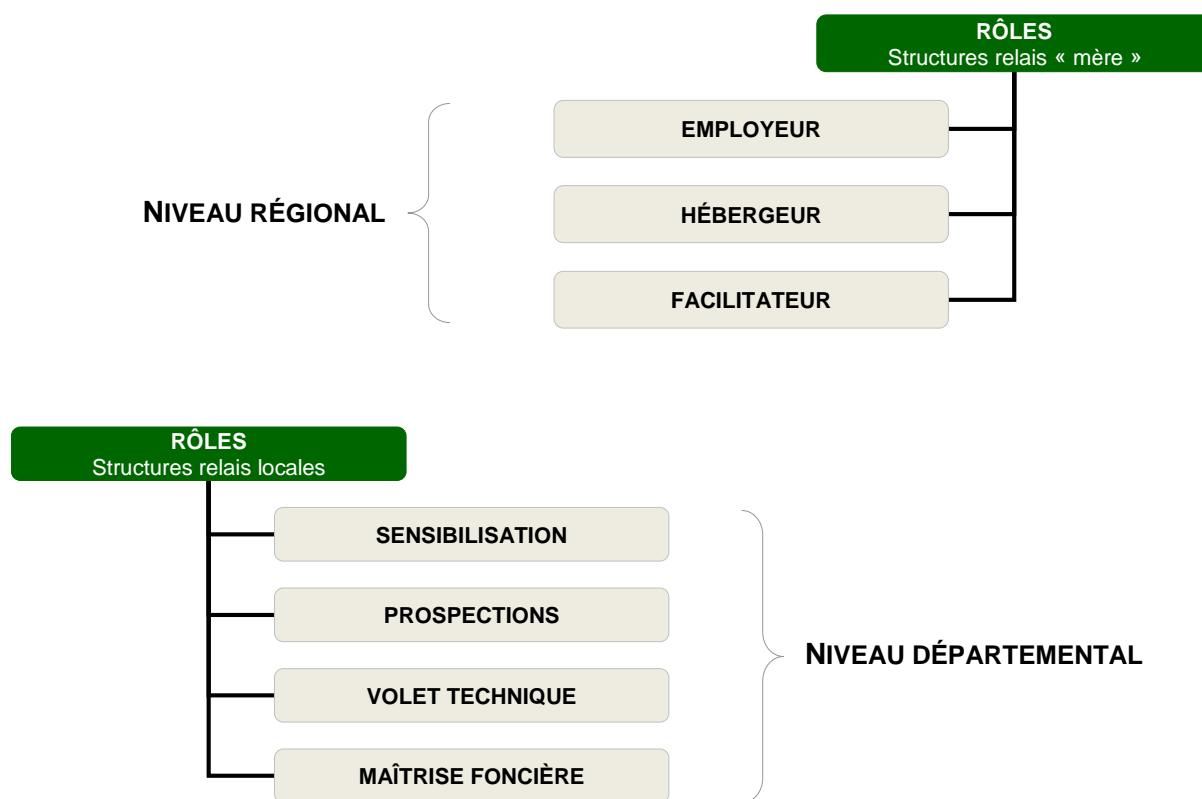 RÔLES
Structures relais « mère »
EMPLOYEUR
NIVEAU RÉGIONAL
HÉBERGEUR
FACILITATEUR
RÔLES
Structures relais locales
SENSIBILISATION
PROSPECTIONS
NIVEAU DÉPARTEMENTAL
VOLET TECHNIQUE
MAÎTRISE FONCIÈRE